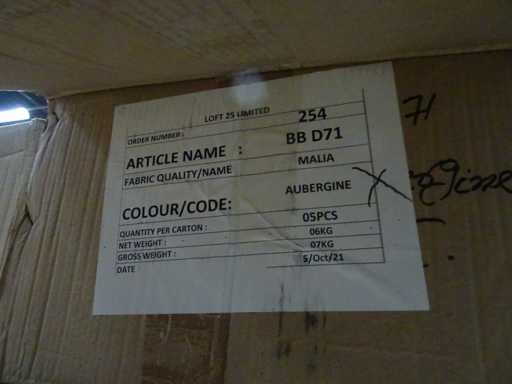 LOFT 25 LIMITED
ORDER NUMBER : 254
ARTICLE NAME : BB D71
FABRIC QUALITY/NAME MALIA
COLOUR/CODE: AUBERGINE
QUANTITY PER CARTON : 05PCS
NET WEIGHT : 06KG
GROSS WEIGHT : 07KG
DATE 5/Oct/21